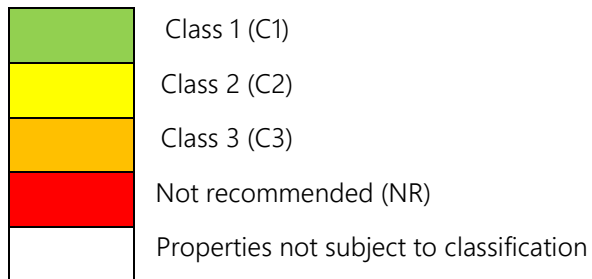 Class 1 (C1)
Class 2 (C2)
Class 3 (C3)
Not recommended (NR)
Properties not subject to classification